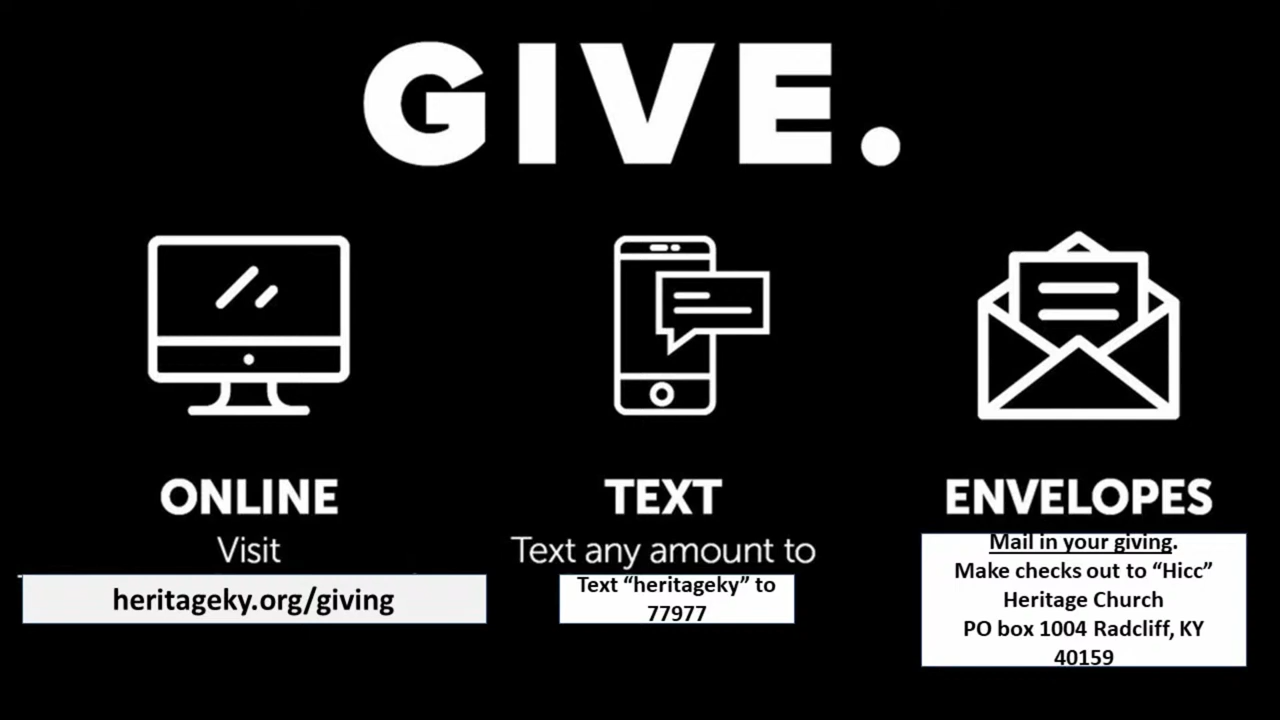 GIVE.
ONLINE
Visit
heritageky.org/giving
TEXT
Text any amount to
Text “heritageky” to
77977
ENVELOPES
Mail in your giving.
Make checks out to “Hicc”
Heritage Church
PO box 1004 Radcliff, KY
40159